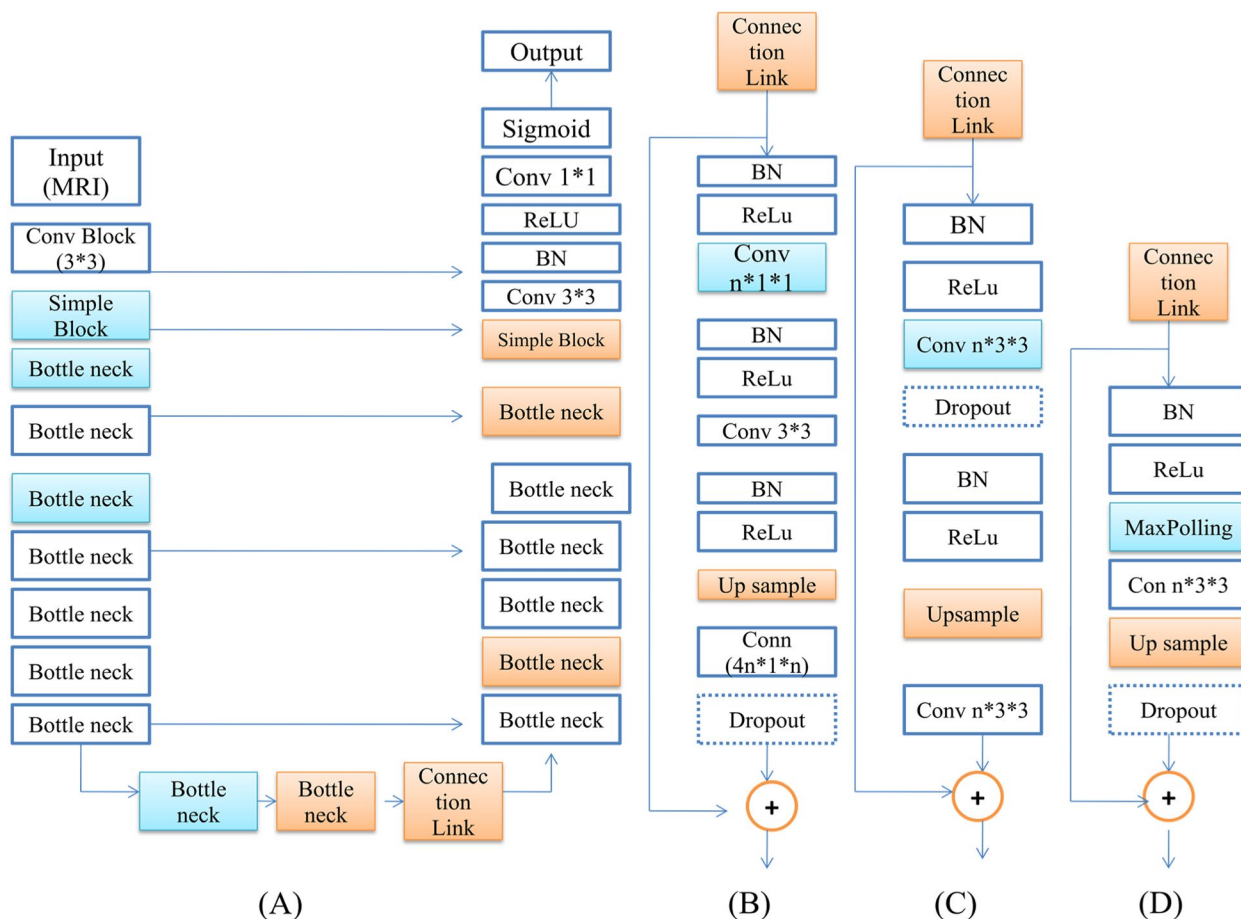 Input
(MRI)
Conv Block
(3*3)
Simple
Block
Bottle neck
Bottle neck
Bottle neck
Bottle neck
Bottle neck
Bottle neck
Bottle neck
Bottle
neck
Bottle
neck
Connec
tion
Link
Output
Sigmoid
Conv 1*1
ReLU
BN
Conv 3*3
Simple Block
Bottle neck
Bottle neck
Bottle neck
Bottle neck
Bottle neck
Bottle neck
(A)
Connec
tion
Link
BN
ReLu
Conv
n*1*1
BN
ReLu
Conv 3*3
BN
ReLu
Up sample
Conn
(4n*1*n)
Dropout
+
(B)
Connec
tion
Link
BN
ReLu
Conv n*3*3
Dropout
BN
ReLu
Upsample
Conv n*3*3
+
(C)
Connec
tion
Link
BN
ReLu
MaxPolling
Con n*3*3
Up sample
Dropout
+
(D)